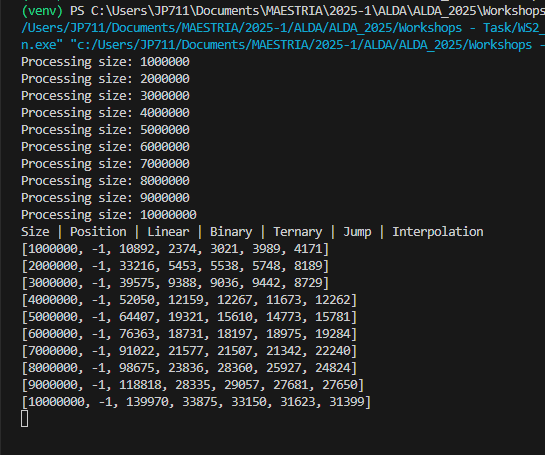 (venv) PS C:\Users\JP711\Documents\MAESTRIA\2025-1\ALDA\ALDA_2025\Workshops
/Users/JP711/Documents/MAESTRIA/2025-1/ALDA/ALDA_2025/Workshops - Task/WS2_
n.exe" "c:/Users/JP711/Documents/MAESTRIA/2025-1/ALDA/ALDA_2025/Workshops -
Processing size: 1000000
Processing size: 2000000
Processing size: 3000000
Processing size: 4000000
Processing size: 5000000
Processing size: 6000000
Processing size: 7000000
Processing size: 8000000
Processing size: 9000000
Processing size: 10000000
Size | Position | Linear | Binary | Ternary | Jump | Interpolation
[1000000, -1, 10892, 2374, 3021, 3989, 4171]
[2000000, -1, 33216, 5453, 5538, 5748, 8189]
[3000000, -1, 39575, 9388, 9036, 9442, 8729]
[4000000, -1, 52050, 12159, 12267, 11673, 12262]
[5000000, -1, 64407, 19321, 15610, 14773, 15781]
[6000000, -1, 76363, 18731, 18197, 18975, 19284]
[7000000, -1, 91022, 21577, 21507, 21342, 22240]
[8000000, -1, 98675, 23836, 28360, 25927, 24824]
[9000000, -1, 118818, 28335, 29057, 27681, 27650]
[10000000, -1, 139970, 33875, 33150, 31623, 31399]